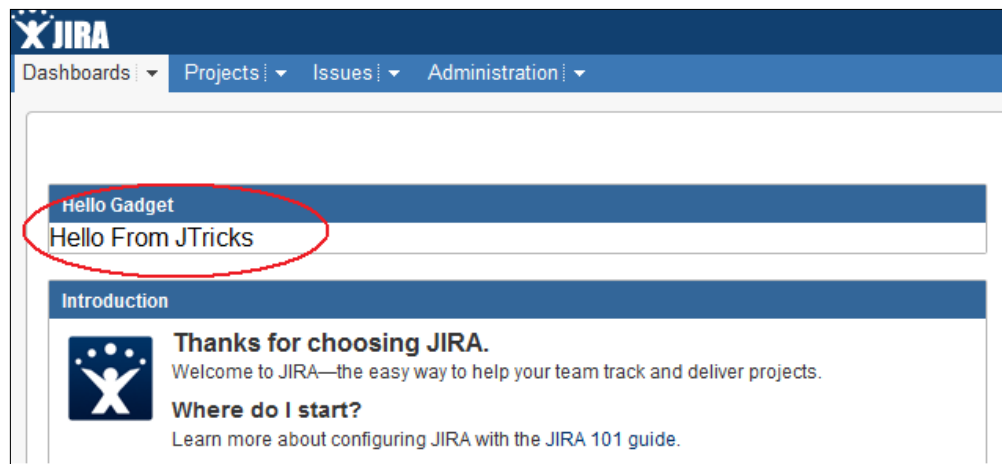 JIRA
Dashboards Projects Issues Administration
Hello Gadget
Hello From JTricks
Introduction
Thanks for choosing JIRA.
Welcome to JIRA—the easy way to help your team track and deliver projects.
Where do I start?
Learn more about configuring JIRA with the JIRA 101 guide.